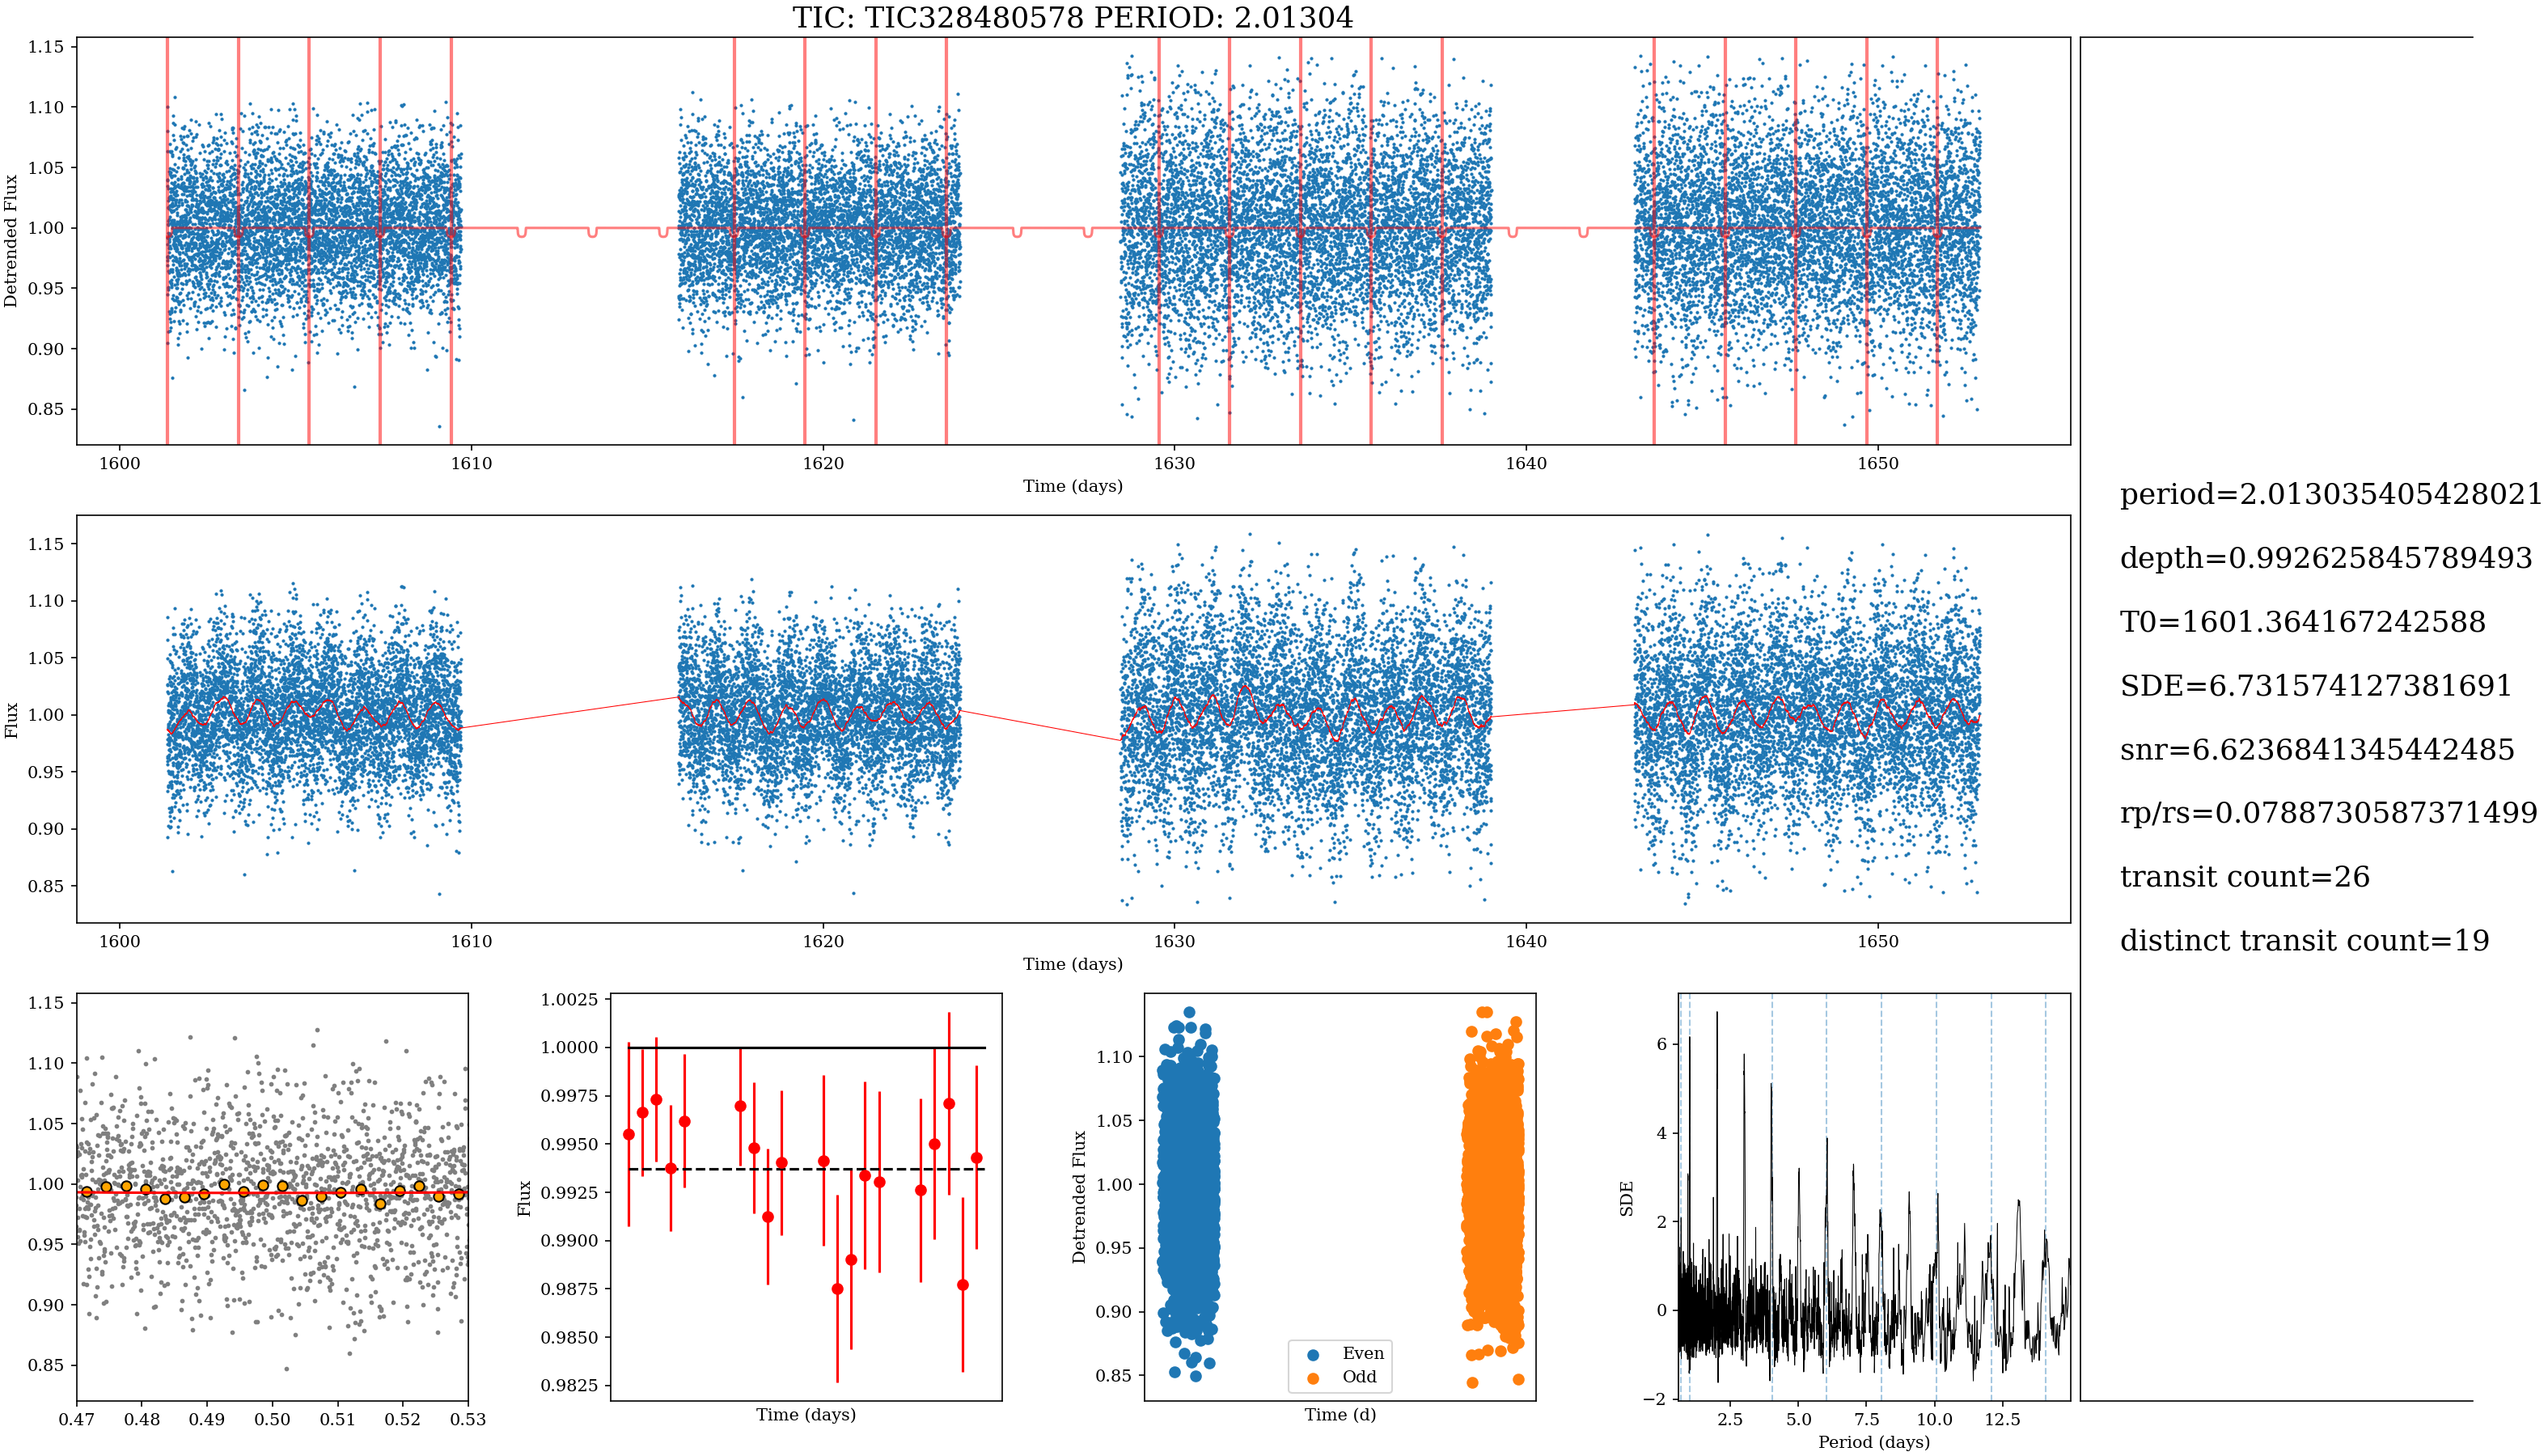 TIC: TIC328480578 PERIOD: 2.01304
1.15
1.10
1.05
1.00
0.95
0.90
0.85
Detrended Flux
1600 1610 1620 1630 1640 1650
Time (days)
1.15
1.10
1.05
1.00
0.95
0.90
0.85
Flux
1600 1610 1620 1630 1640 1650
Time (days)
period=2.013035405428021
depth=0.992625845789493
T0=1601.364167242588
SDE=6.731574127381691
snr=6.6236841345442485
rp/rs=0.0788730587371499
transit count=26
distinct transit count=19
1.15
1.10
1.05
1.00
0.95
0.90
0.85
0.47 0.48 0.49 0.50 0.51 0.52 0.53
1.0025
1.0000
0.9975
0.9950
0.9925
0.9900
0.9875
0.9850
0.9825
Flux
Time (days)
1.10
1.05
1.00
0.95
0.90
0.85
Detrended Flux
Even
Odd
Time (d)
6
4
2
0
−2
SDE
2.5 5.0 7.5 10.0 12.5
Period (days)